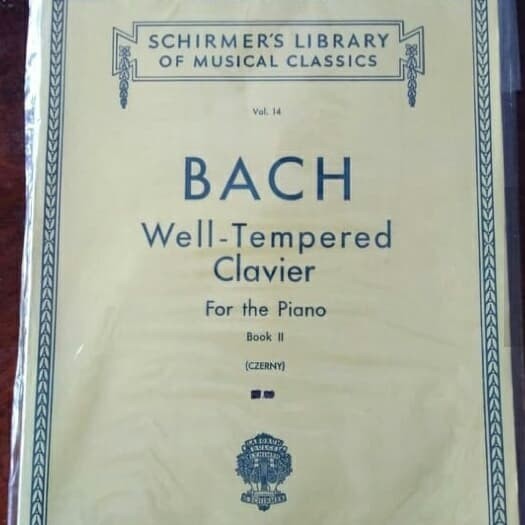 SCHIRMER'S LIBRARY
OF MUSICAL CLASSICS
Vol. 14
BACH
Well-Tempered
Clavier
For the Piano
Book II
(CZERNY)